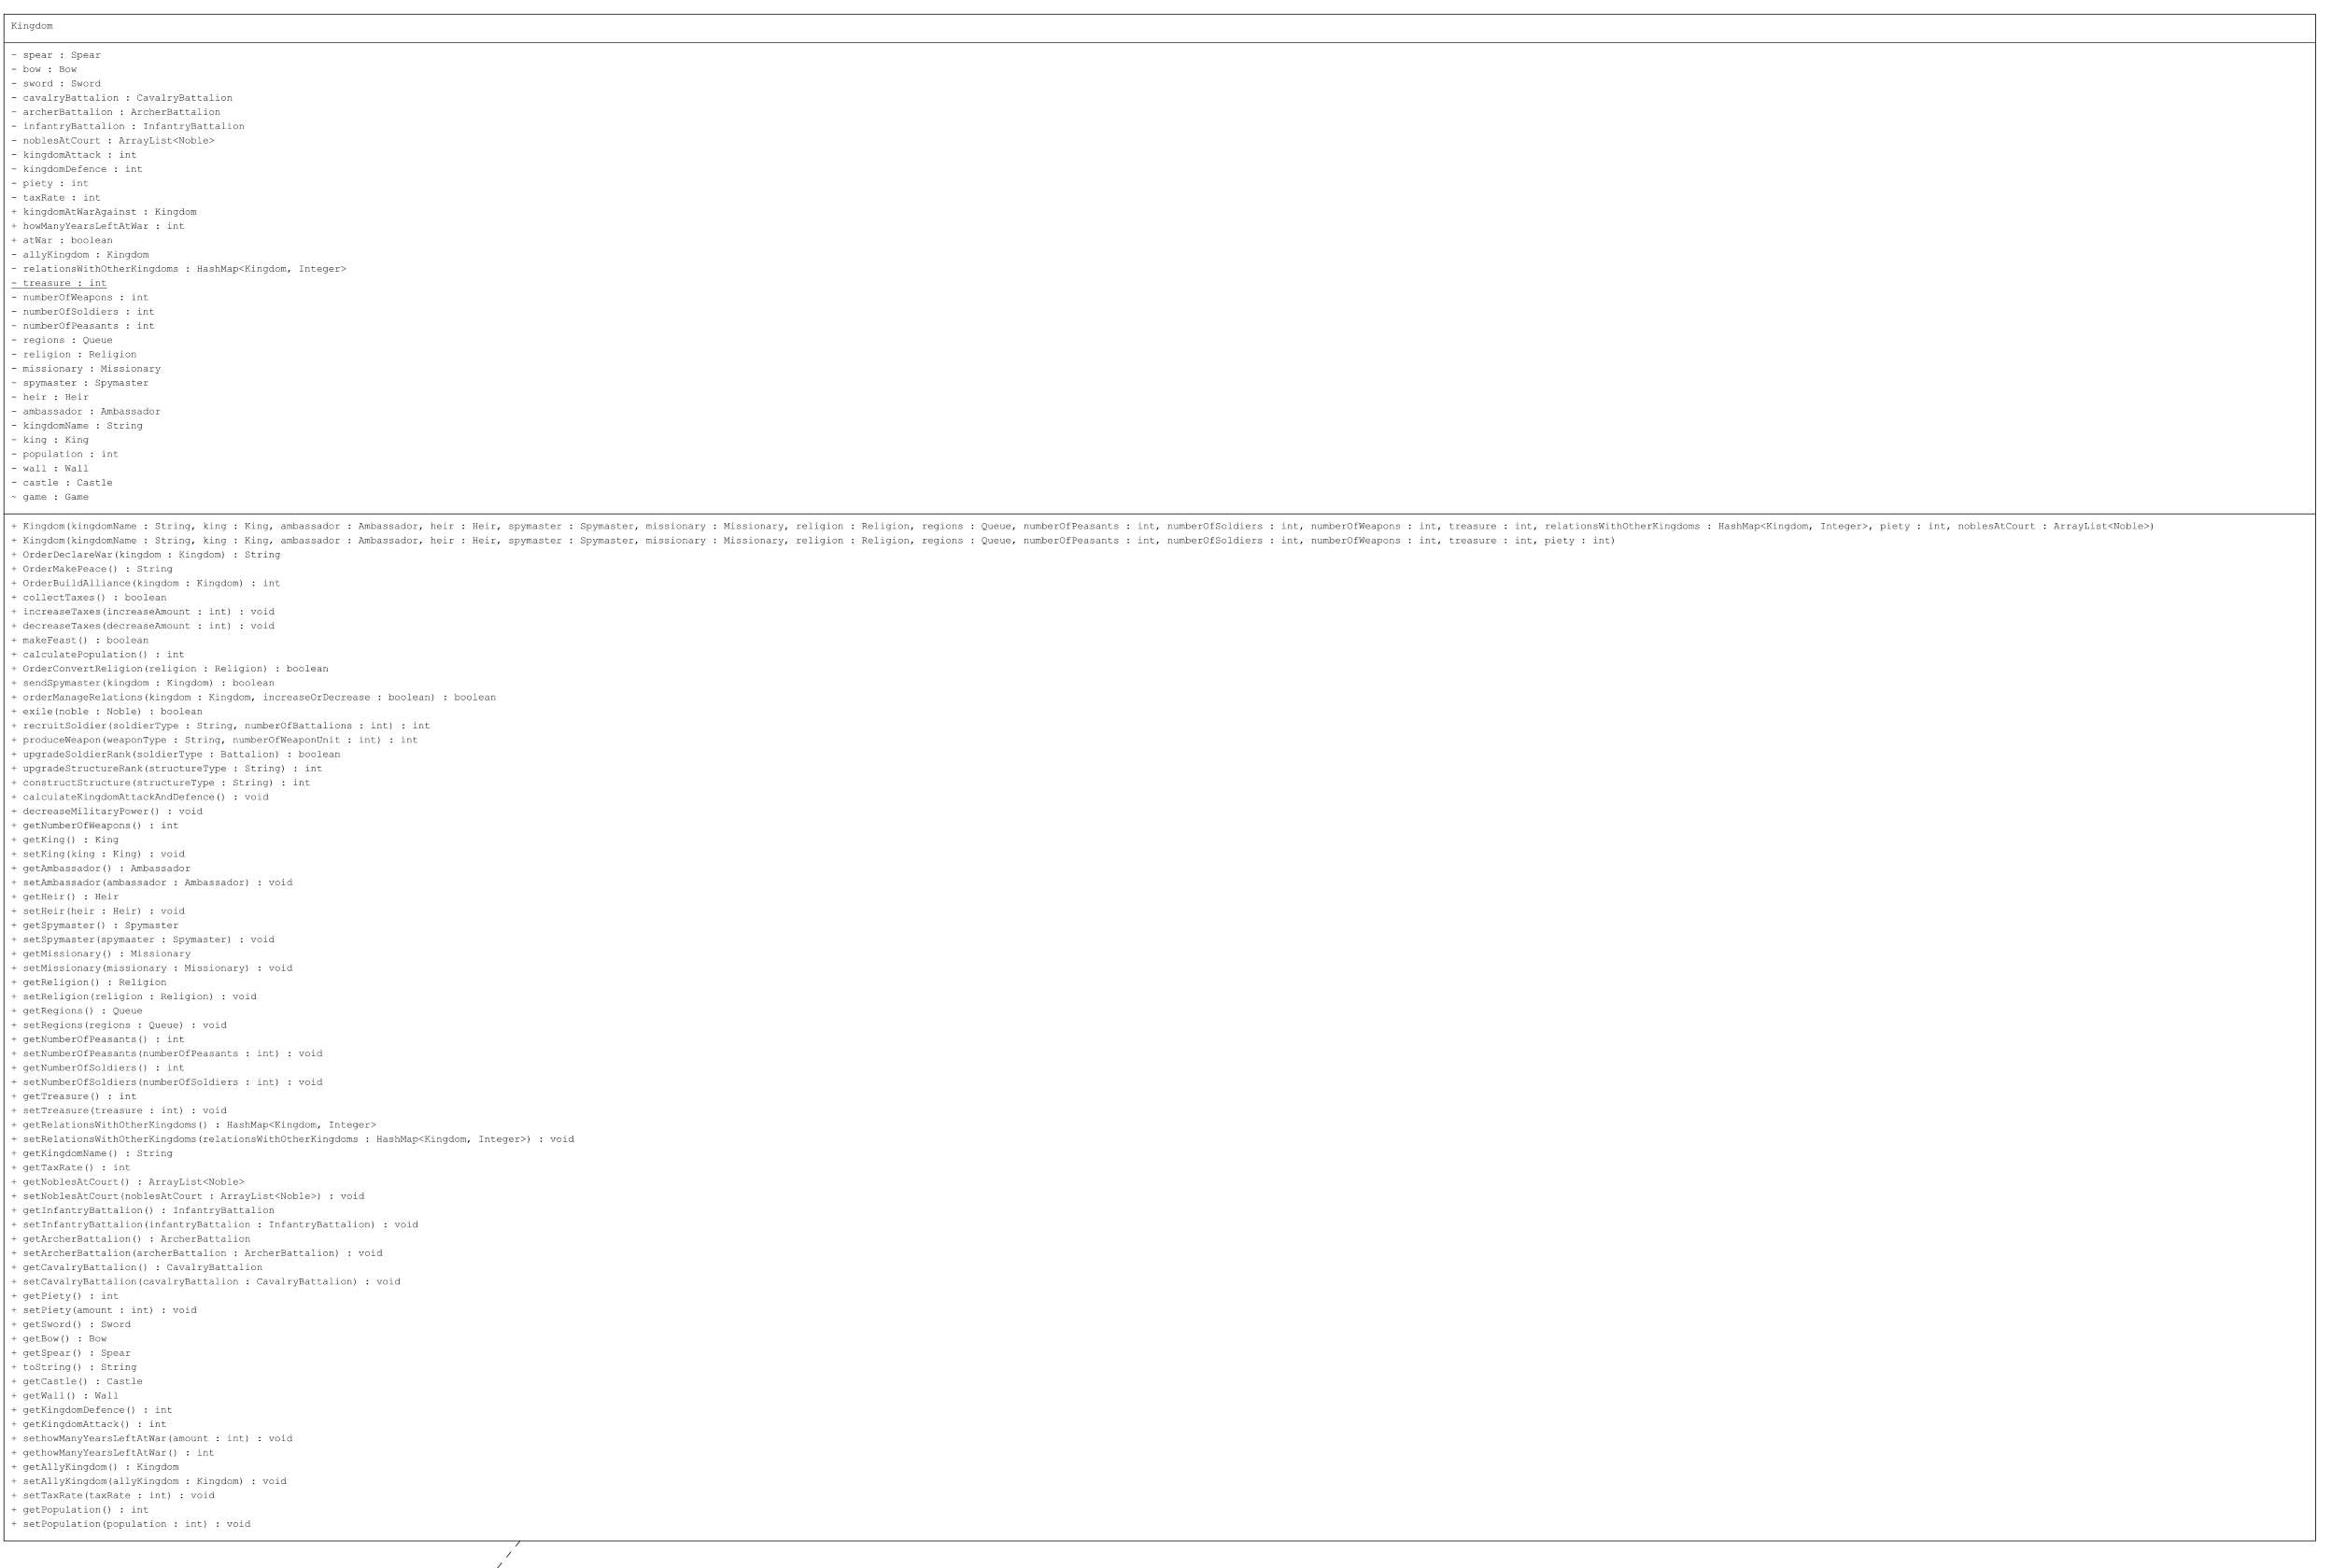 Kingdom
- spear : Spear
- bow : Bow
- sword : Sword
- cavalryBattalion : CavalryBattalion
- archerBattalion : ArcherBattalion
- infantryBattalion : InfantryBattalion
- noblesAtCourt : ArrayList<Noble>
- kingdomAttack : int
- kingdomDefence : int
- piety : int
- taxRate : int
+ kingdomAtWarAgainst : Kingdom
+ howManyYearsLeftAtWar : int
+ atWar : boolean
- allyKingdom : Kingdom
- relationsWithOtherKingdoms : HashMap<Kingdom, Integer>
- treasure : int
- numberOfWeapons : int
- numberOfSoldiers : int
- numberOfPeasants : int
- regions : Queue
- religion : Religion
- missionary : Missionary
- spymaster : Spymaster
- heir : Heir
- ambassador : Ambassador
- kingdomName : String
- king : King
- population : int
- wall : Wall
- castle : Castle
~ game : Game
+ Kingdom(kingdomName : String, king : King, ambassador : Ambassador, heir : Heir, spymaster : Spymaster, missionary : Missionary, religion : Religion, regions : Queue, numberOfPeasants : int, numberOfSoldiers : int, numberOfWeapons : int, treasure : int, relationsWithOtherKingdoms : HashMap<Kingdom, Integer>, piety : int, noblesAtCourt : ArrayList<Noble>)
+ Kingdom(kingdomName : String, king : King, ambassador : Ambassador, heir : Heir, spymaster : Spymaster, missionary : Missionary, religion : Religion, regions : Queue, numberOfPeasants : int, numberOfSoldiers : int, numberOfWeapons : int, treasure : int, piety : int)
+ OrderDeclareWar(kingdom : Kingdom) : String
+ OrderMakePeace() : String
+ OrderBuildAlliance(kingdom : Kingdom) : int
+ collectTaxes() : boolean
+ increaseTaxes(increaseAmount : int) : void
+ decreaseTaxes(decreaseAmount : int) : void
+ makeFeast() : boolean
+ calculatePopulation() : int
+ OrderConvertReligion(religion : Religion) : boolean
+ sendSpymaster(kingdom : Kingdom) : boolean
+ orderManageRelations(kingdom : Kingdom, increaseOrDecrease : boolean) : boolean
+ exile(noble : Noble) : boolean
+ recruitSoldier(soldierType : String, numberOfBattalions : int) : int
+ produceWeapon(weaponType : String, numberOfWeaponUnit : int) : int
+ upgradeSoldierRank(soldierType : Battalion) : boolean
+ upgradeStructureRank(structureType : String) : int
+ constructStructure(structureType : String) : int
+ calculateKingdomAttackAndDefence() : void
+ decreaseMilitaryPower() : void
+ getNumberOfWeapons() : int
+ getKing() : King
+ setKing(king : King) : void
+ getAmbassador() : Ambassador
+ setAmbassador(ambassador : Ambassador) : void
+ getHeir() : Heir
+ setHeir(heir : Heir) : void
+ getSpymaster() : Spymaster
+ setSpymaster(spymaster : Spymaster) : void
+ getMissionary() : Missionary
+ setMissionary(missionary : Missionary) : void
+ getReligion() : Religion
+ setReligion(religion : Religion) : void
+ getRegions() : Queue
+ setRegions(regions : Queue) : void
+ getNumberOfPeasants() : int
+ setNumberOfPeasants(numberOfPeasants : int) : void
+ getNumberOfSoldiers() : int
+ setNumberOfSoldiers(numberOfSoldiers : int) : void
+ getTreasure() : int
+ setTreasure(treasure : int) : void
+ getRelationsWithOtherKingdoms() : HashMap<Kingdom, Integer>
+ setRelationsWithOtherKingdoms(relationsWithOtherKingdoms : HashMap<Kingdom, Integer>) : void
+ getKingdomName() : String
+ getTaxRate() : int
+ getNoblesAtCourt() : ArrayList<Noble>
+ setNoblesAtCourt(noblesAtCourt : ArrayList<Noble>) : void
+ getInfantryBattalion() : InfantryBattalion
+ setInfantryBattalion(infantryBattalion : InfantryBattalion) : void
+ getArcherBattalion() : ArcherBattalion
+ setArcherBattalion(archerBattalion : ArcherBattalion) : void
+ getCavalryBattalion() : CavalryBattalion
+ setCavalryBattalion(cavalryBattalion : CavalryBattalion) : void
+ getPiety() : int
+ setPiety(amount : int) : void
+ getSword() : Sword
+ getBow() : Bow
+ getSpear() : Spear
+ toString() : String
+ getCastle() : Castle
+ getWall() : Wall
+ getKingdomDefence() : int
+ getKingdomAttack() : int
+ sethowManyYearsLeftAtWar(amount : int) : void
+ gethowManyYearsLeftAtWar() : int
+ getAllyKingdom() : Kingdom
+ setAllyKingdom(allyKingdom : Kingdom) : void
+ setTaxRate(taxRate : int) : void
+ getPopulation() : int
+ setPopulation(population : int) : void